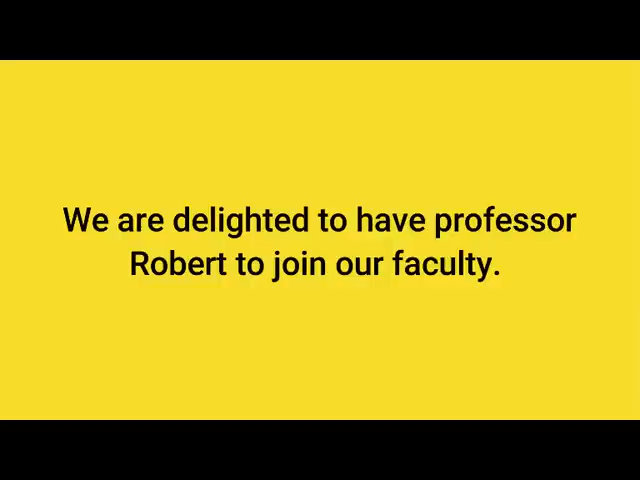 We are delighted to have professor
Robert to join our faculty.